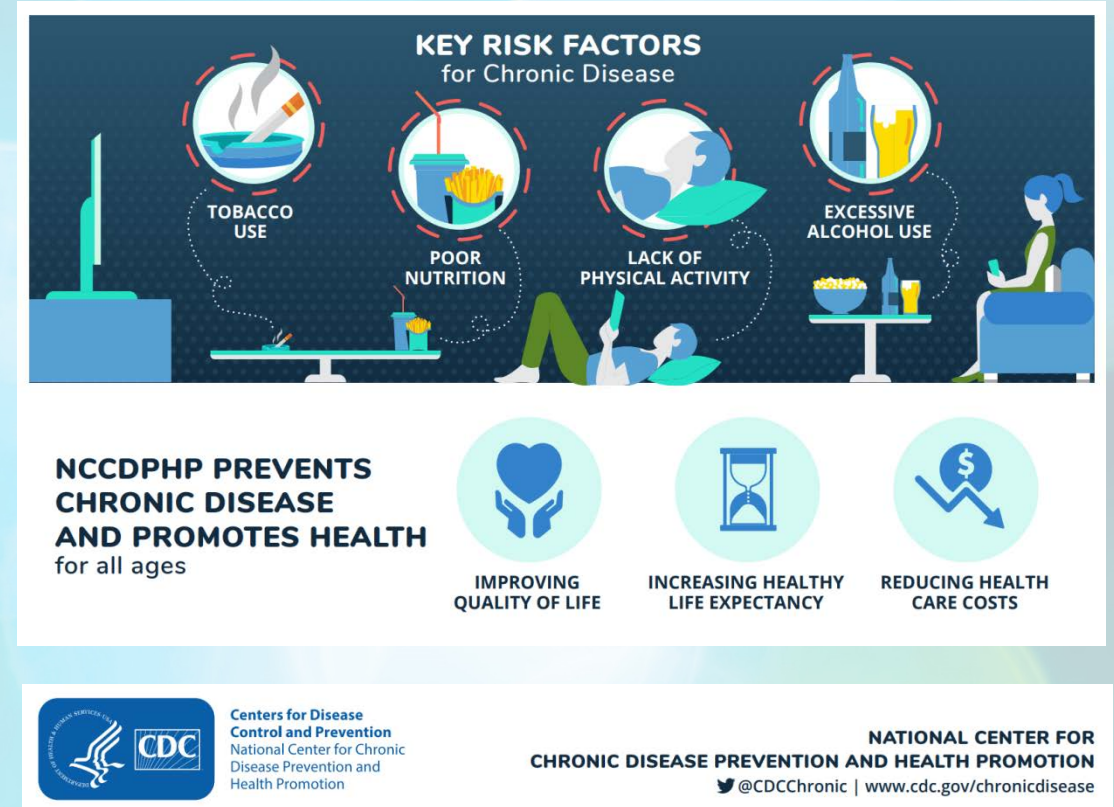 KEY RISK FACTORS
for Chronic Disease
TOBACCO
USE
POOR
NUTRITION
LACK OF
PHYSICAL ACTIVITY
EXCESSIVE
ALCOHOL USE
NCCDPHP PREVENTS
CHRONIC DISEASE
AND PROMOTES HEALTH
for all ages
IMPROVING
QUALITY OF LIFE
INCREASING HEALTHY
LIFE EXPECTANCY
$
REDUCING HEALTH
CARE COSTS
CDC
Centers for Disease
Control and Prevention
National Center for Chronic
Disease Prevention and
Health Promotion
NATIONAL CENTER FOR
CHRONIC DISEASE PREVENTION AND HEALTH PROMOTION
@CDCChronic | www.cdc.gov/chronicdisease